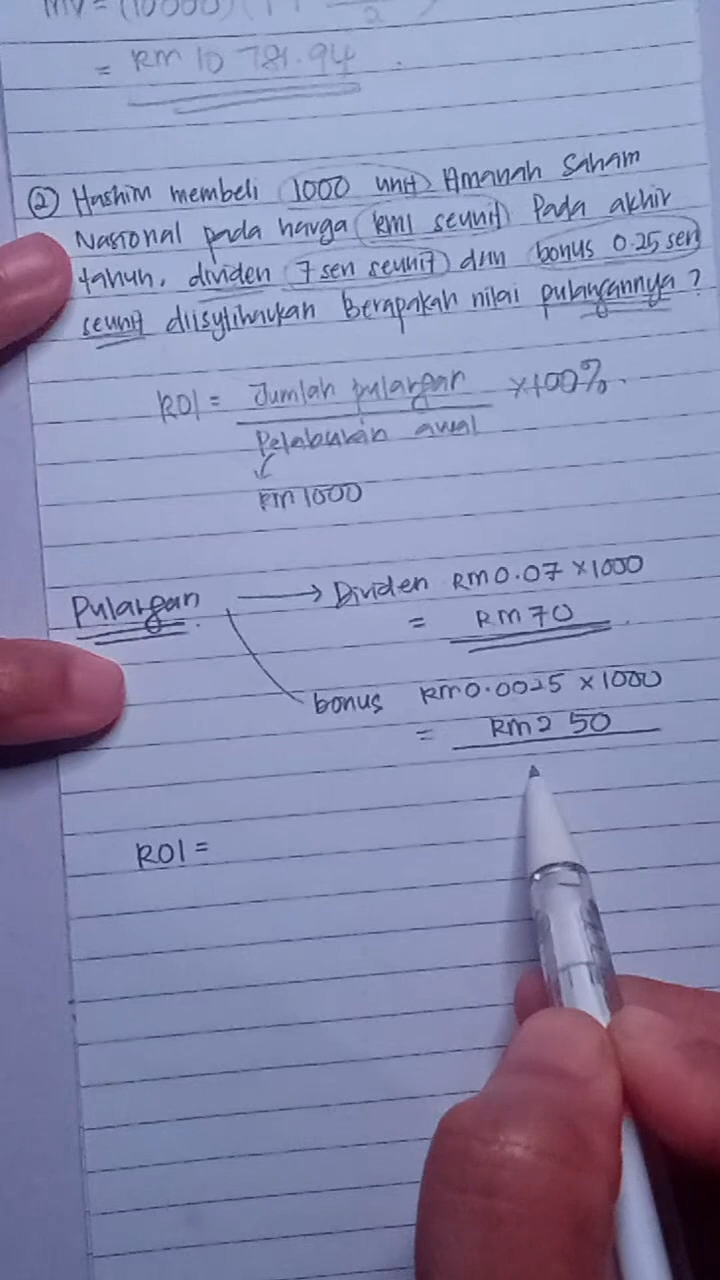 = RM 10 781.94
② Hashim membeli 1000 unit Amanah Saham
Nasional pada harga RM1 seunit Pada akhir
tahun, dividen 7 sen seunit dan bonus 0.25 sen
seunit diisytiharkan Berapakah nilai pulangannya?
ROI = Jumlah pulangan ×100%.
Pelaburan awal
RM 1000
Pulangan → Dividen RM0.07 × 1000
= RM70
bonus RM0.0025 × 1000
= RM2 50
ROI =